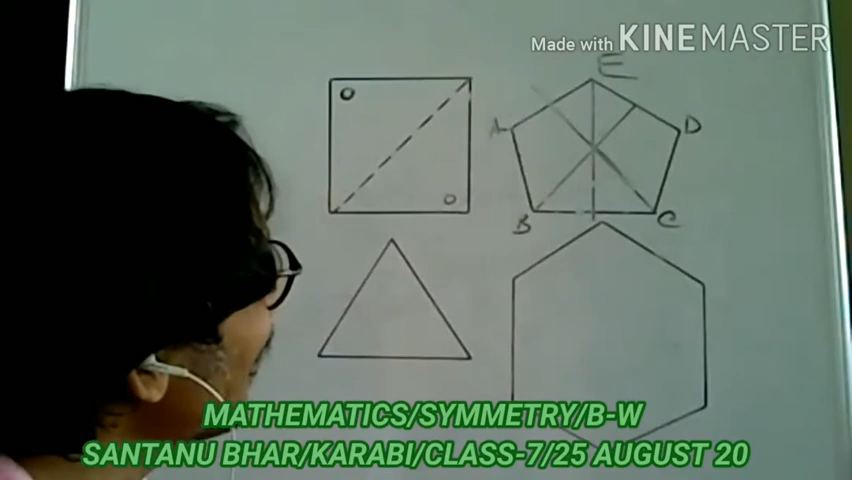 Made with KINEMASTER
E
A
D
B
C
MATHEMATICS/SYMMETRY/B-W
SANTANU BHAR/KARABI/CLASS-7/25 AUGUST 20